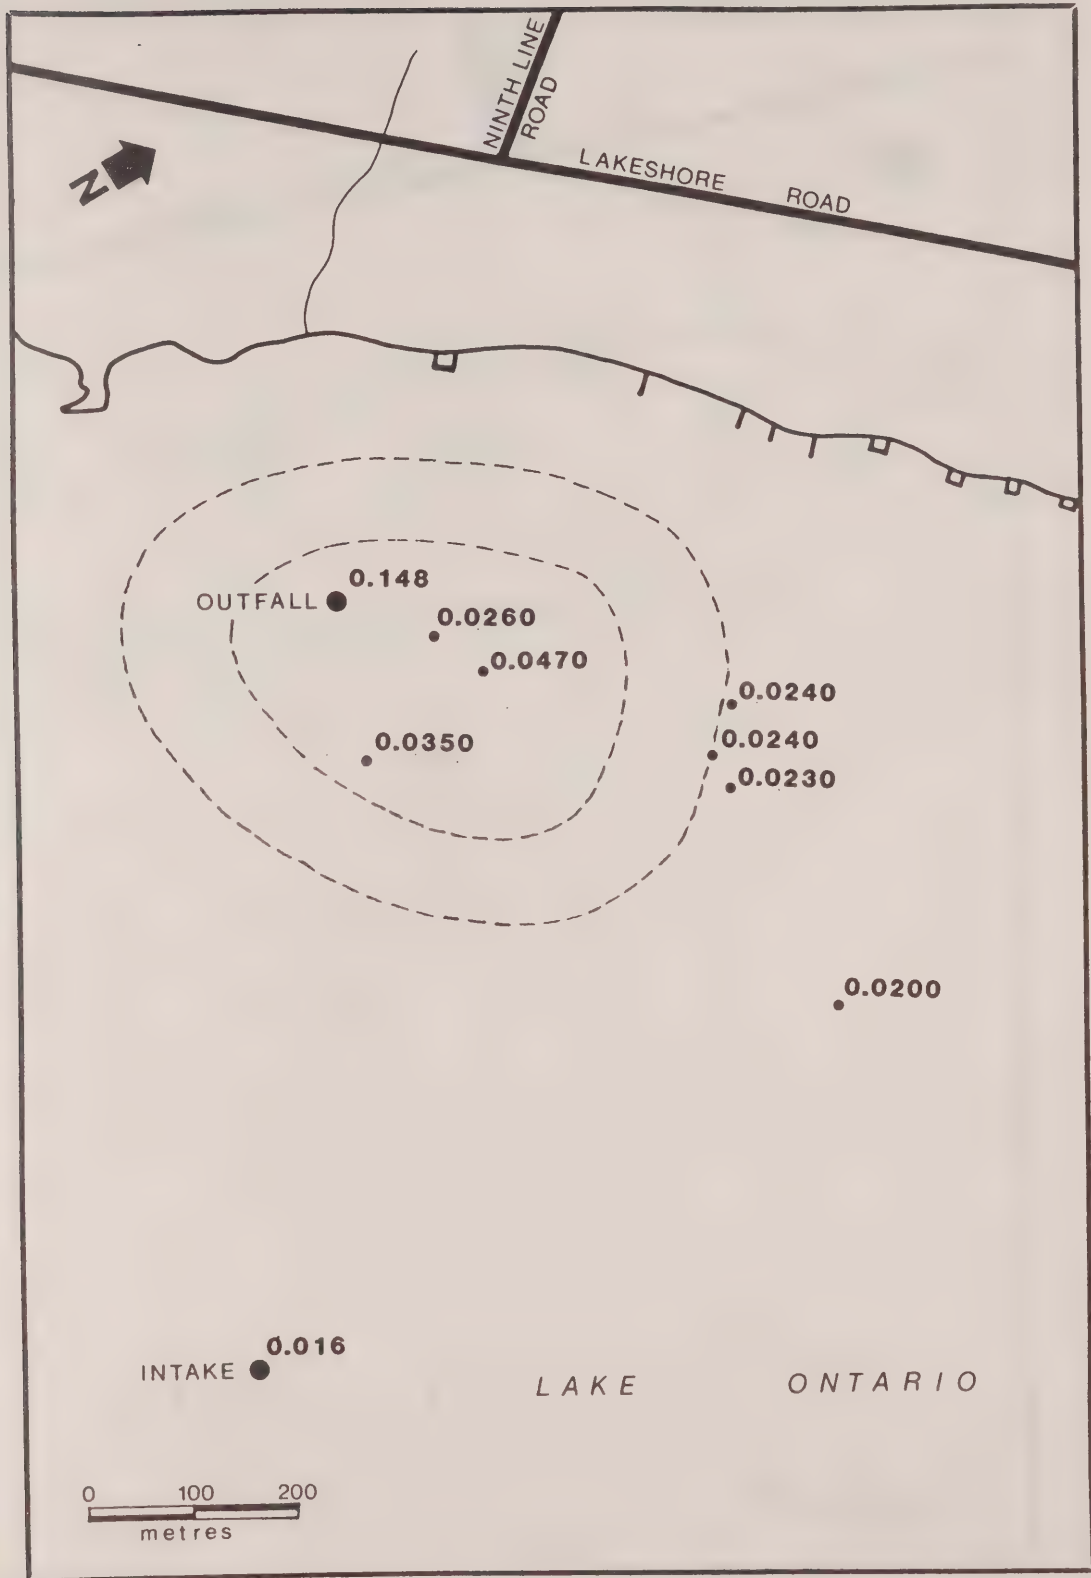 NINTH LINE
ROAD
LAKESHORE ROAD
N
0.148
OUTFALL
0.0260
0.0470
0.0240
0.0350
0.0240
0.0230
0.0200
0.016
INTAKE
LAKE ONTARIO
0 100 200
metres